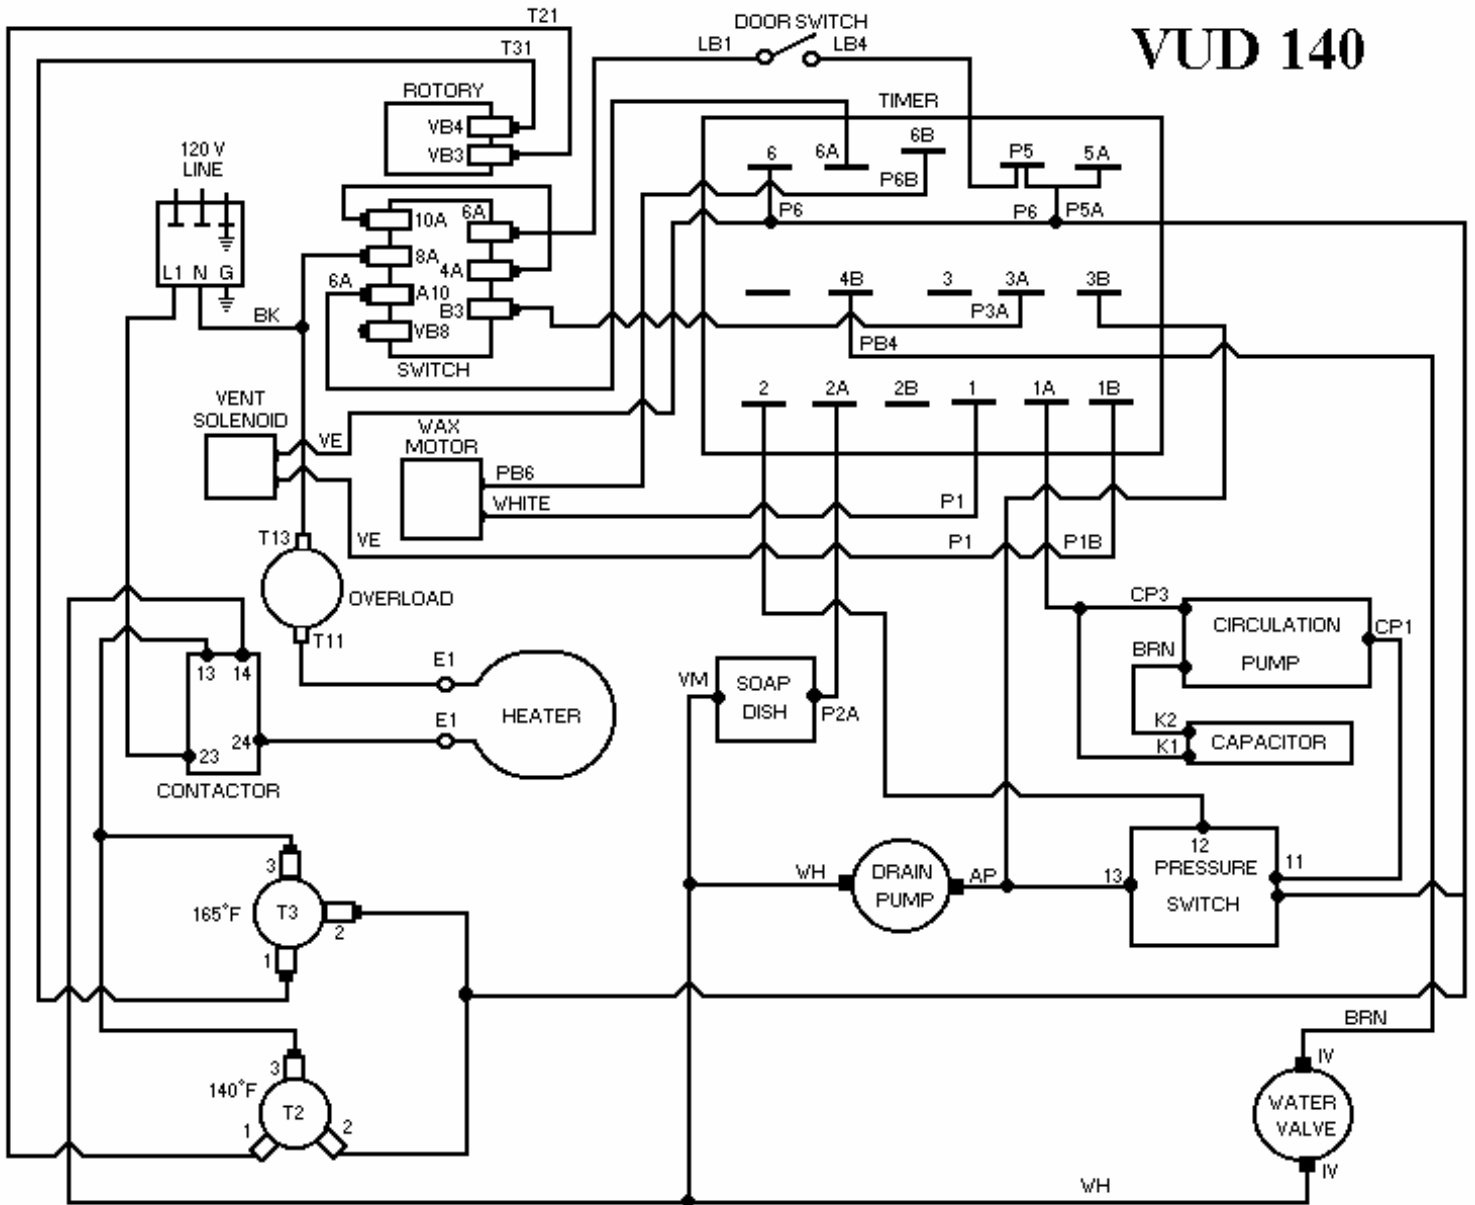 T21
DOOR SWITCH
VUD 140
T31
LB1
LB4
ROTORY
TIMER
VB4
VB3
120 V
LINE
6
6A
6B
P5
5A
P6B
10A
6A
P6
P6
P5A
8A
4A
L1 N G
6A
A10
B3
4B
3
3A
3B
P3A
BK
VB8
PB4
SWITCH
VENT
SOLENOID
2
2A
2B
1
1A
1B
VE
WAX
MOTOR
PB6
WHITE
P1
T13
VE
P1
P1B
OVERLOAD
CP3
CIRCULATION
PUMP
CP1
T11
BRN
13
14
E1
VM
SOAP
DISH
P2A
HEATER
E1
K2
K1
CAPACITOR
24
23
CONTACTOR
12
3
WH
DRAIN
PUMP
AP
13
PRESSURE
SWITCH
11
165°F
T3
2
1
BRN
IV
3
140°F
T2
1
2
WATER
VALVE
IV
WH